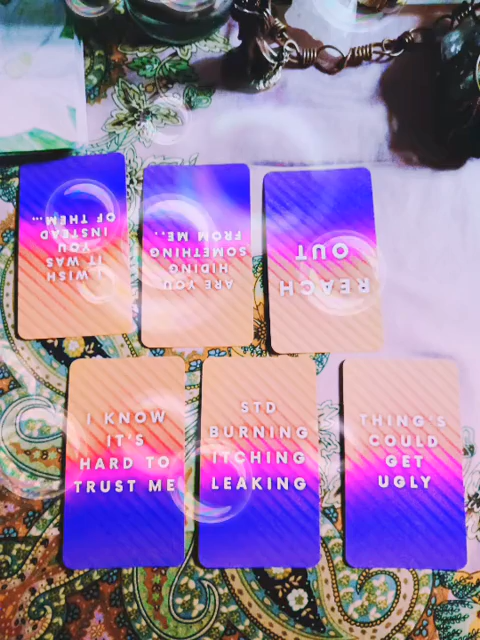 I WISH
IT WAS
YOU
INSTEAD
OF THEM...
ARE YOU
HIDING
SOMETHING
FROM ME..
REACH
OUT
I KNOW
IT'S
HARD TO
TRUST ME
STD
BURNING
ITCHING
LEAKING
THING'S
COULD
GET
UGLY